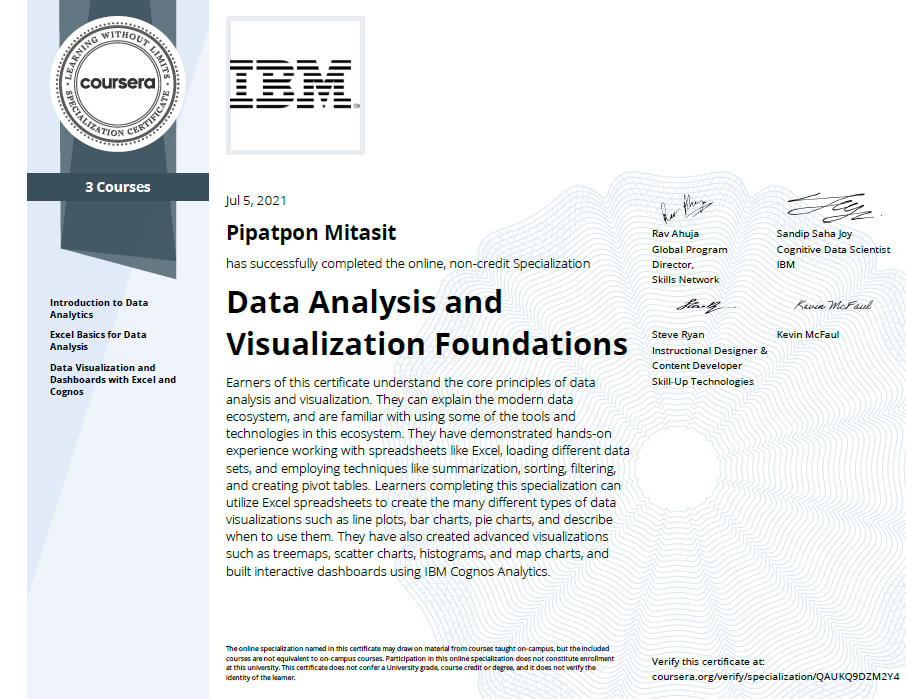 LEARNING WITHOUT LIMITS
coursera
SPECIALIZATION CERTIFICATE
3 Courses
Introduction to Data
Analytics
Excel Basics for Data
Analysis
Data Visualization and
Dashboards with Excel and
Cognos
IBM®
Jul 5, 2021
Pipatpon Mitasit
has successfully completed the online, non-credit Specialization
Data Analysis and
Visualization Foundations
Earners of this certificate understand the core principles of data
analysis and visualization. They can explain the modern data
ecosystem, and are familiar with using some of the tools and
technologies in this ecosystem. They have demonstrated hands-on
experience working with spreadsheets like Excel, loading different data
sets, and employing techniques like summarization, sorting, filtering,
and creating pivot tables. Learners completing this specialization can
utilize Excel spreadsheets to create the many different types of data
visualizations such as line plots, bar charts, pie charts, and describe
when to use them. They have also created advanced visualizations
such as treemaps, scatter charts, histograms, and map charts, and
built interactive dashboards using IBM Cognos Analytics.
The online specialization named in this certificate may draw on material from courses taught on-campus, but the included
courses are not equivalent to on-campus courses. Participation in this online specialization does not constitute enrollment
at this university. This certificate does not confer a University grade, course credit or degree, and it does not verify the
identity of the learner.
Rav Ahuja
Rav Ahuja
Global Program
Director,
Skills Network
Sandip Saha Joy
Cognitive Data Scientist
IBM
Steve Ryan
Instructional Designer &
Content Developer
Skill-Up Technologies
Kevin McFaul
Kevin McFaul
Verify this certificate at:
coursera.org/verify/specialization/QAUKQ9DZM2Y4